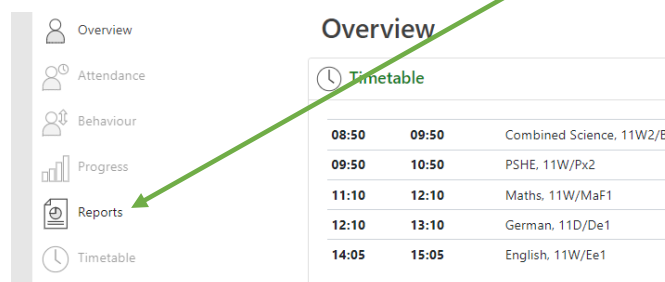 Overview
Attendance
Behaviour
Progress
Reports
Timetable
Overview
Timetable
08:50 09:50 Combined Science, 11W2/
09:50 10:50 PSHE, 11W/Px2
11:10 12:10 Maths, 11W/MaF1
12:10 13:10 German, 11D/De1
14:05 15:05 English, 11W/Ee1